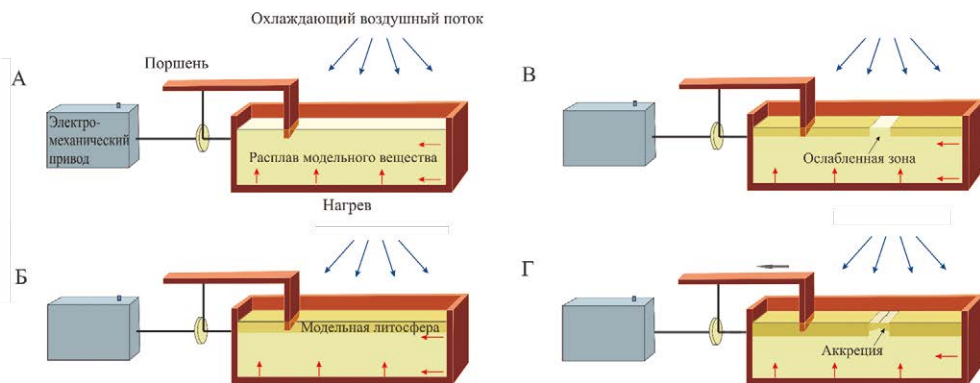 Охлаждающий воздушный поток
А
Поршень
Электро-
механический
привод
Расплав модельного вещества
Нагрев
В
Ослабленная зона
Б
Модельная литосфера
Г
Аккреция